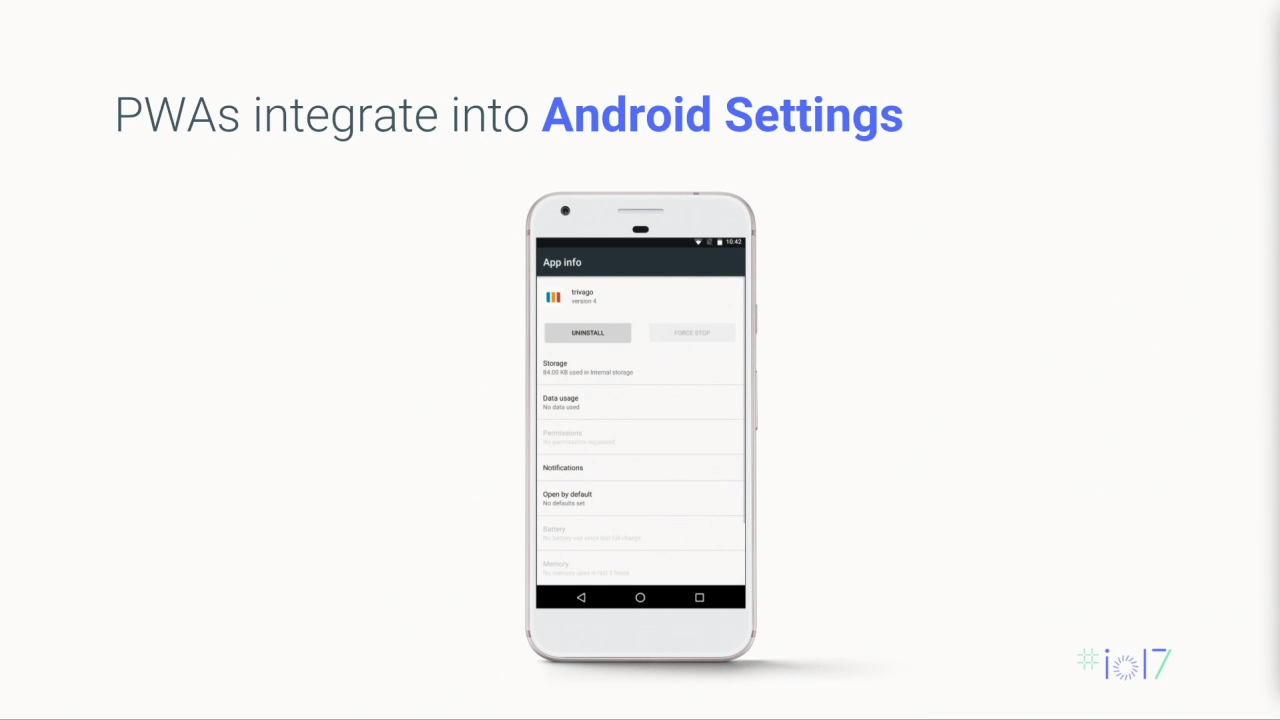 PWAs integrate into Android Settings
10:42
App info
trivago
version 4
UNINSTALL
FORCE STOP
Storage
84.00 KB used in Internal storage
Data usage
No data used
Permissions
No permissions requested
Notifications
Open by default
No defaults set
Battery
No battery use since last full charge
Memory
No memory used in last 3 hours
#io17